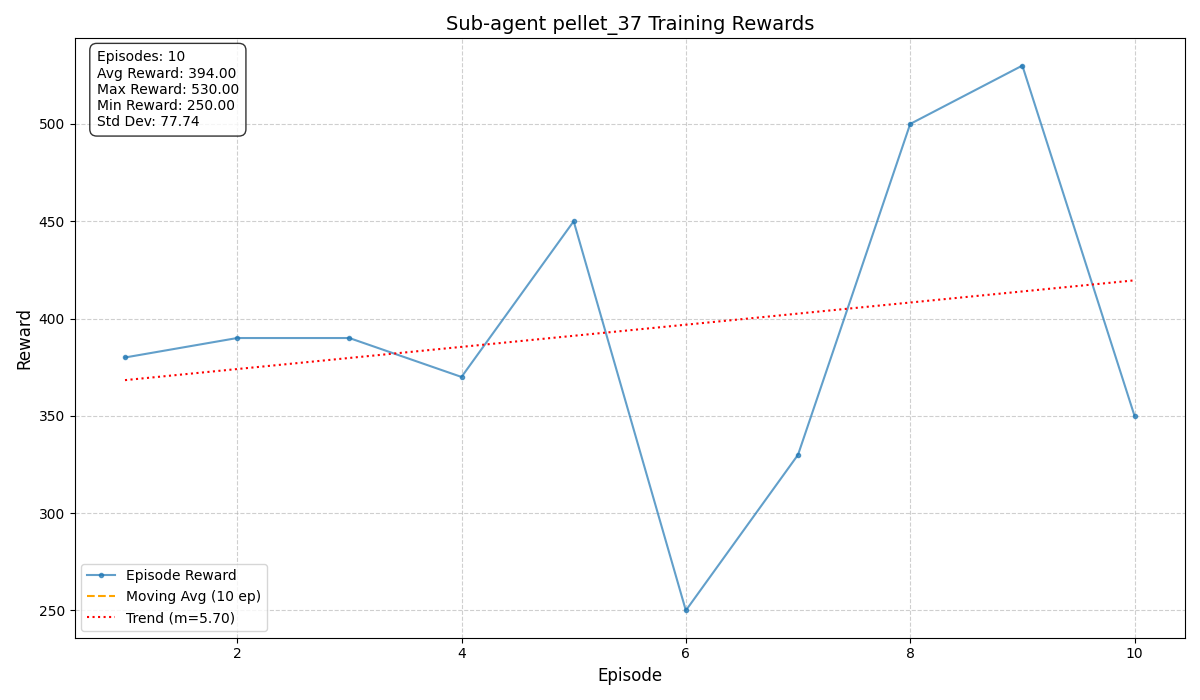 Sub-agent pellet_37 Training Rewards
Episodes: 10
Avg Reward: 394.00
Max Reward: 530.00
Min Reward: 250.00
Std Dev: 77.74
500
450
400
350
300
250
Reward
Episode Reward
Moving Avg (10 ep)
Trend (m=5.70)
2 4 6 8 10
Episode